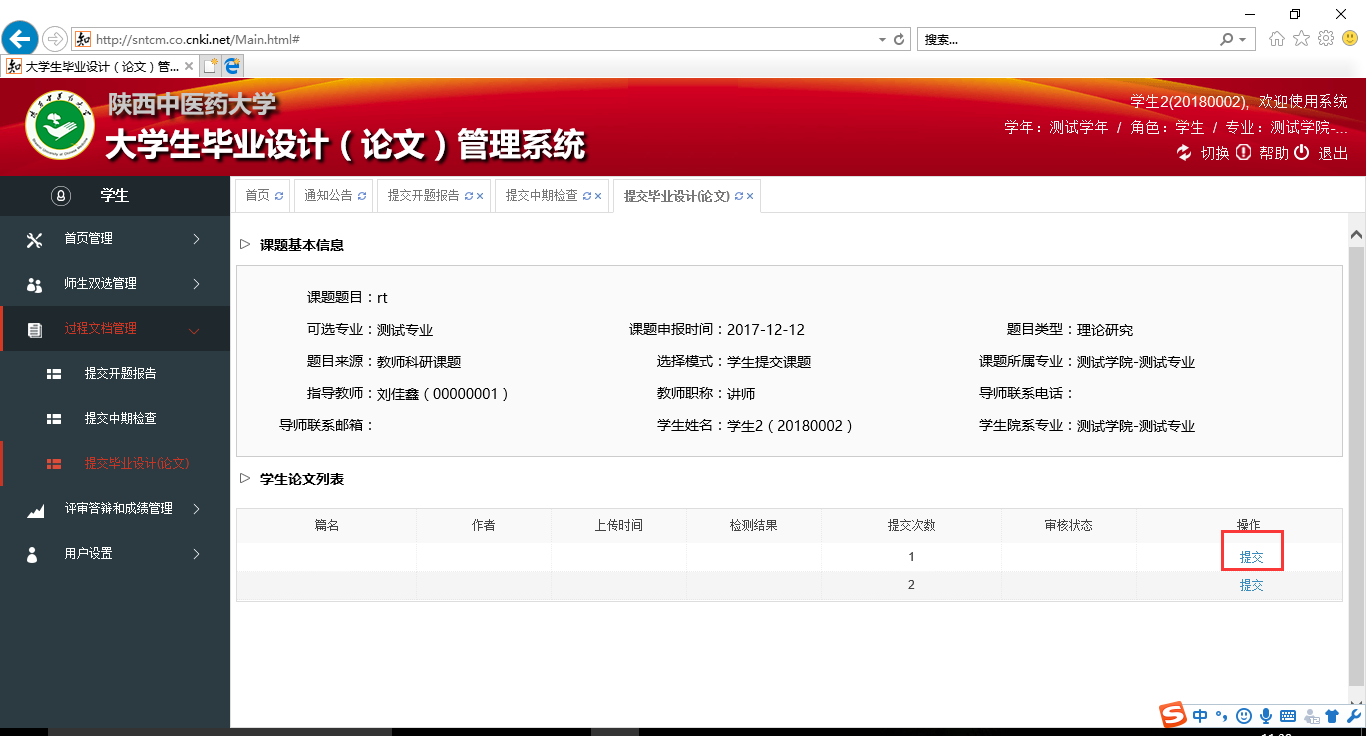 http://sntcm.co.cnki.net/Main.html#
搜索...
大学生毕业设计（论文）管...
陕西中医药大学
大学生毕业设计（论文）管理系统
学生2(20180002), 欢迎使用系统
学年：测试学年 / 角色：学生 / 专业：测试学院-...
切换 帮助 退出
学生
首页管理
师生双选管理
过程文档管理
提交开题报告
提交中期检查
提交毕业设计(论文)
评审答辩和成绩管理
用户设置
首页 通知公告 提交开题报告 提交中期检查 提交毕业设计(论文)
课题基本信息
课题题目：rt
可选专业：测试专业 课题申报时间：2017-12-12 题目类型：理论研究
题目来源：教师科研课题 选择模式：学生提交课题 课题所属专业：测试学院-测试专业
指导教师：刘佳鑫（00000001） 教师职称：讲师 导师联系电话：
导师联系邮箱： 学生姓名：学生2（20180002） 学生院系专业：测试学院-测试专业
学生论文列表
篇名 作者 上传时间 检测结果 提交次数 审核状态 操作
1 提交
2 提交
中